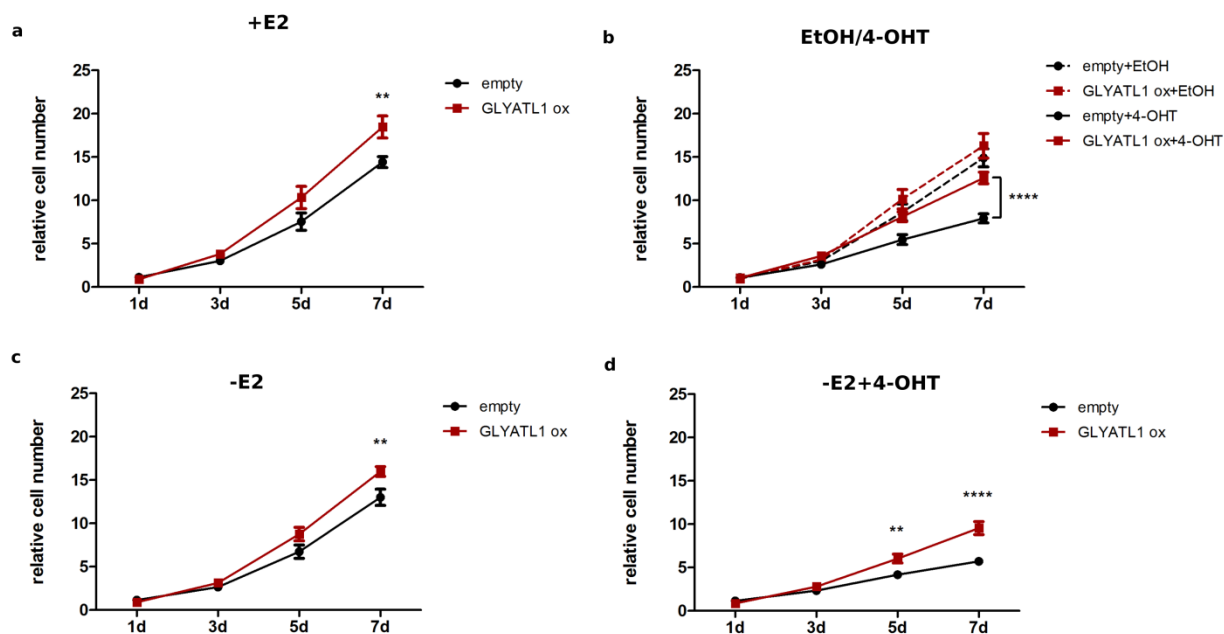 a
+E2
relative cell number
25
20
15
10
5
0
1d 3d 5d 7d
**
empty
GLYATL1 ox
b
EtOH/4-OHT
relative cell number
25
20
15
10
5
0
1d 3d 5d 7d
****
empty+EtOH
GLYATL1 ox+EtOH
empty+4-OHT
GLYATL1 ox+4-OHT
c
-E2
relative cell number
25
20
15
10
5
0
1d 3d 5d 7d
**
empty
GLYATL1 ox
d
-E2+4-OHT
relative cell number
25
20
15
10
5
0
1d 3d 5d 7d
**
****
empty
GLYATL1 ox